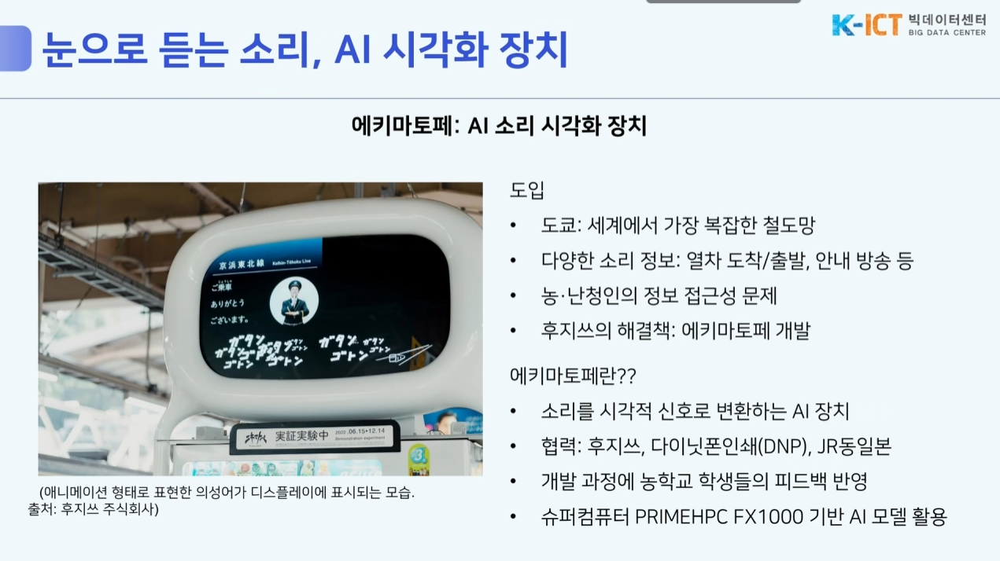 K-ICT 빅데이터센터
BIG DATA CENTER
눈으로 듣는 소리, AI 시각화 장치
에키마토페: AI 소리 시각화 장치
京浜東北線 Keihin-Tōhoku Line
じょうしゃ
ご乗車
ありがとう
ございます。
ガタン ガタン ガタン ガタン ガタン
ゴトン ゴトン ゴトン ゴトン
実証実験中 2022.06.15▸12.14
Demonstration experiment
(애니메이션 형태로 표현한 의성어가 디스플레이에 표시되는 모습.
출처: 후지쓰 주식회사)
도입
• 도쿄: 세계에서 가장 복잡한 철도망
• 다양한 소리 정보: 열차 도착/출발, 안내 방송 등
• 농·난청인의 정보 접근성 문제
• 후지쓰의 해결책: 에키마토페 개발
에키마토페란??
• 소리를 시각적 신호로 변환하는 AI 장치
• 협력: 후지쓰, 다이닛폰인쇄(DNP), JR동일본
• 개발 과정에 농학교 학생들의 피드백 반영
• 슈퍼컴퓨터 PRIMEHPC FX1000 기반 AI 모델 활용